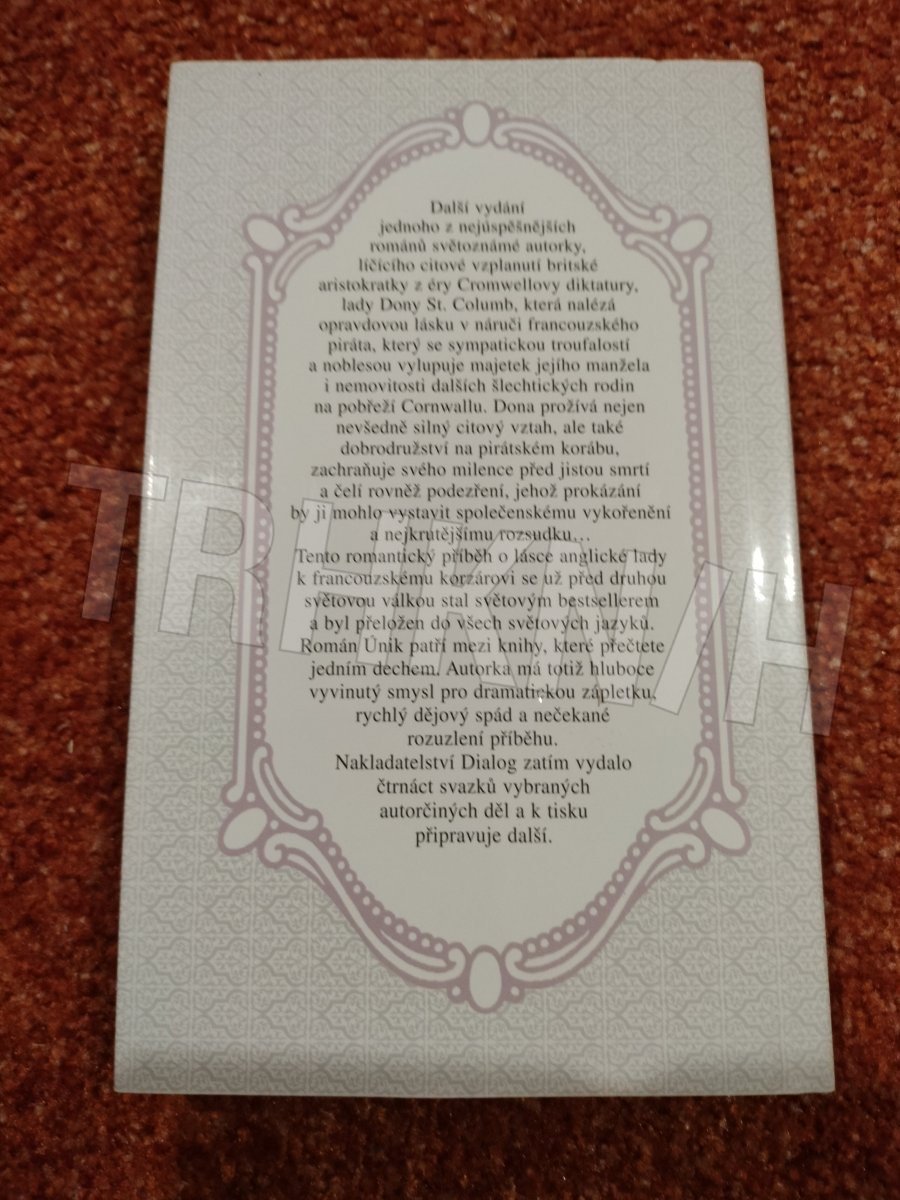 Další vydání
jednoho z nejúspěšnějších
románů světoznámé autorky,
líčícího citové vzplanutí britské
aristokratky z éry Cromwellovy diktatury,
lady Dony St. Columb, která nalézá
opravdovou lásku v náruči francouzského
piráta, který se sympatickou troufalostí
a noblesou vylupuje majetek jejího manžela
i nemovitosti dalších šlechtických rodin
na pobřeží Cornwallu. Dona prožívá nejen
nevšedně silný citový vztah, ale také
dobrodružství na pirátském korábu,
zachraňuje svého milence před jistou smrtí
a čelí rovněž podezření, jehož prokázání
by ji mohlo vystavit společenskému vykořenění
a nejkrutějšímu rozsudku...
Tento romantický příběh o lásce anglické lady
k francouzskému korzárovi se už před druhou
světovou válkou stal světovým bestsellerem
a byl přeložen do všech světových jazyků.
Román Únik patří mezi knihy, které přečtete
jedním dechem. Autorka má totiž hluboce
vyvinutý smysl pro dramatickou zápletku,
rychlý dějový spád a nečekané
rozuzlení příběhu.
Nakladatelství Dialog zatím vydalo
čtrnáct svazků vybraných
autorčiných děl a k tisku
připravuje další.
TRHKNIH